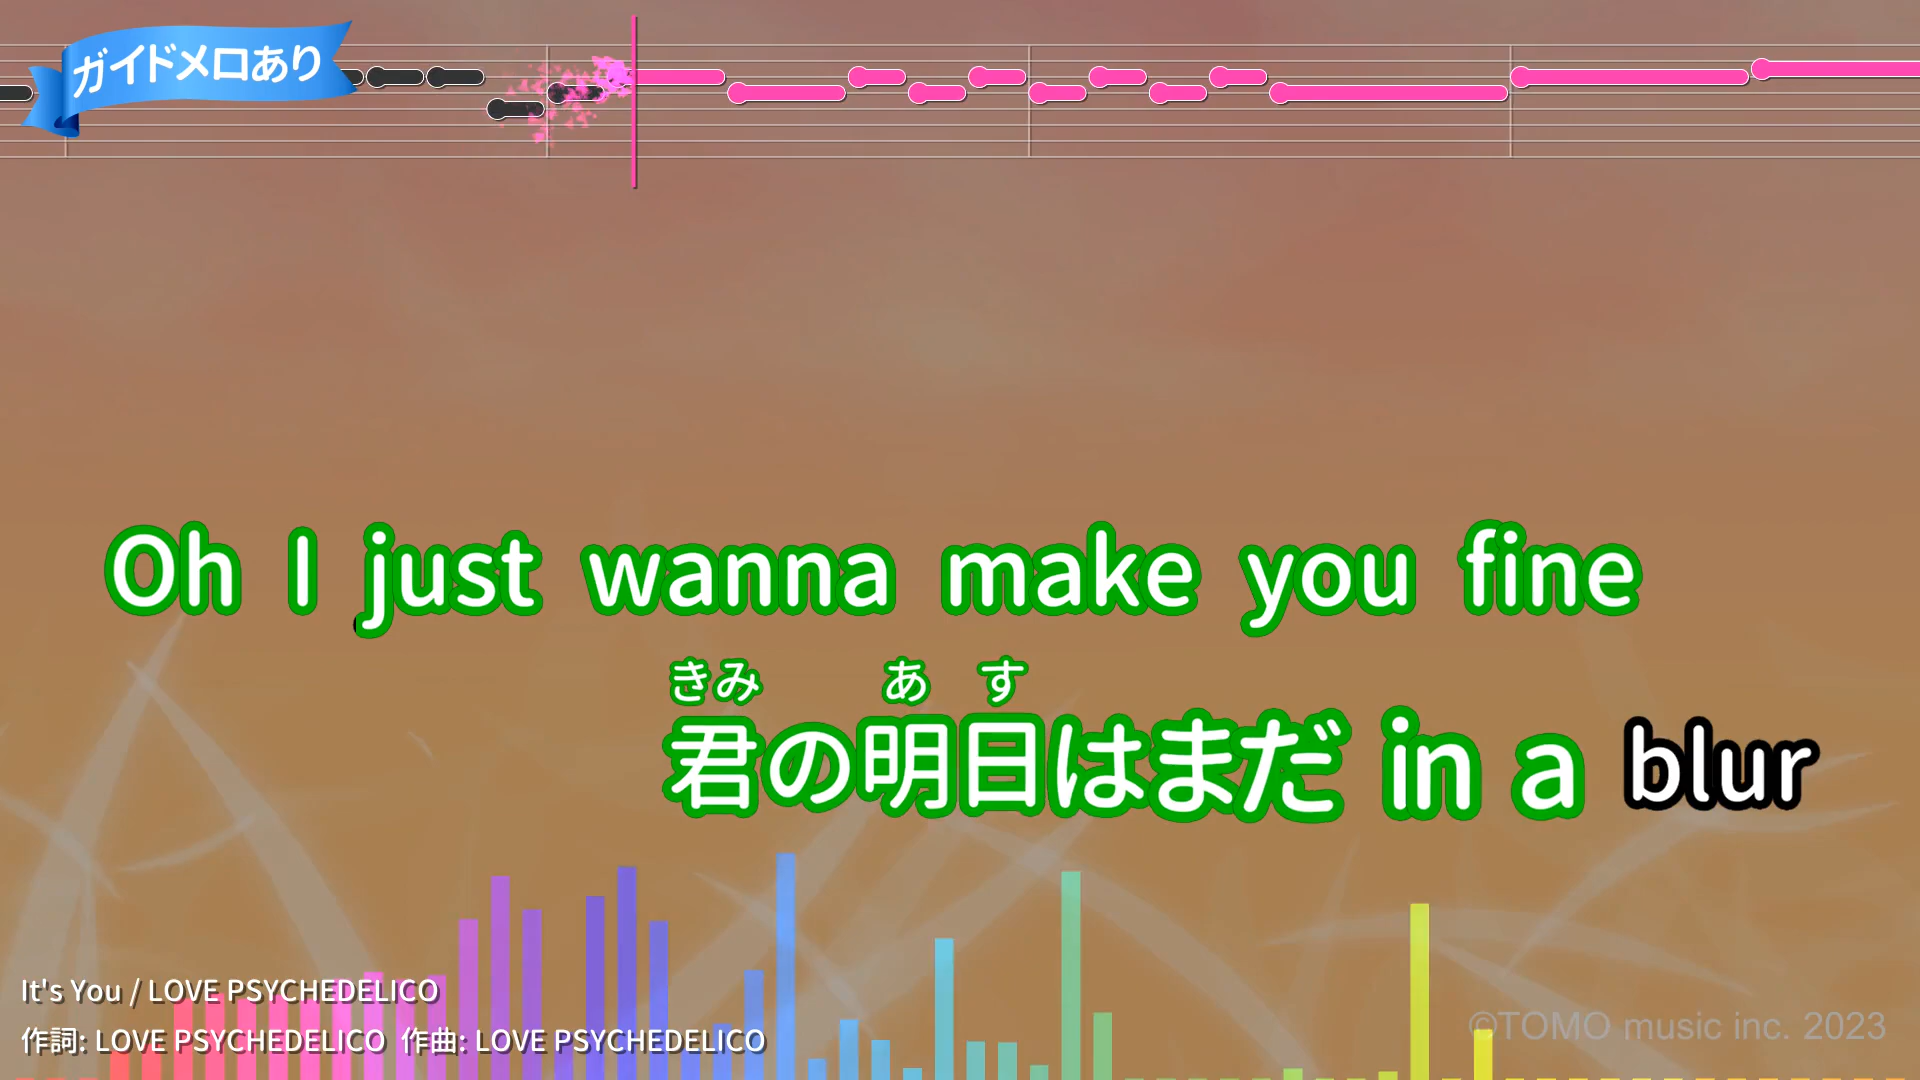 ガイドメロあり
Oh I just wanna make you fine
きみ あ す
君の明日はまだ in a blur
It's You / LOVE PSYCHEDELICO
作詞: LOVE PSYCHEDELICO 作曲: LOVE PSYCHEDELICO
©TOMO music inc. 2023